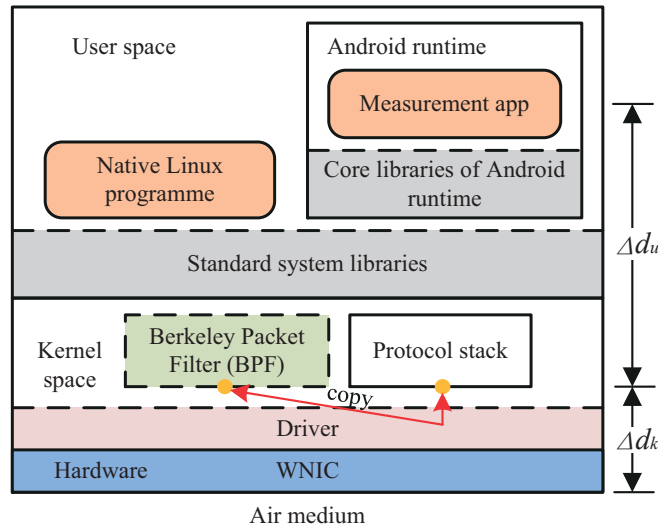 User space
Android runtime
Measurement app
Native Linux
programme
Core libraries of Android
runtime
Standard system libraries
Δdu
Kernel
space
Berkeley Packet
Filter (BPF)
Protocol stack
copy
Driver
Δdk
Hardware
WNIC
Air medium